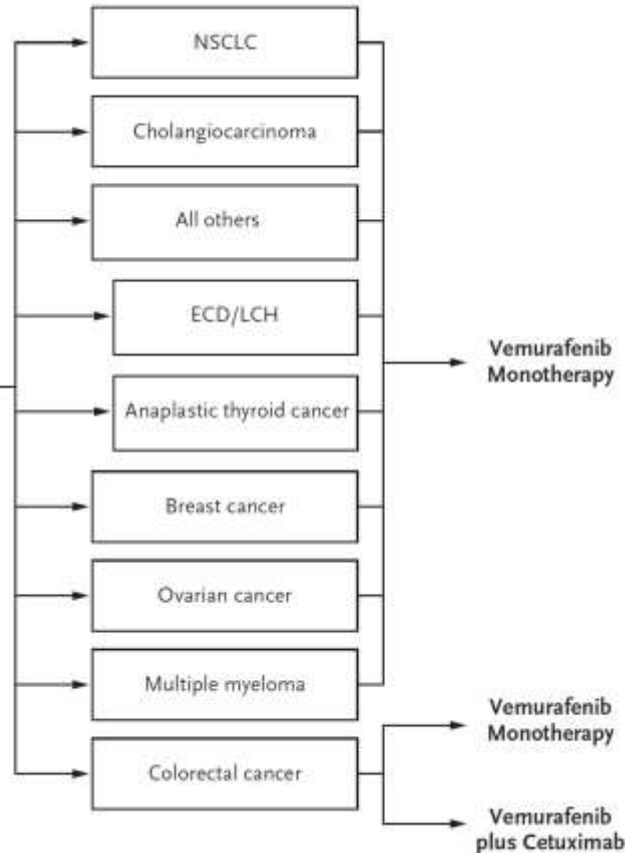 NSCLC
Cholangiocarcinoma
All others
ECD/LCH
Anaplastic thyroid cancer
Breast cancer
Ovarian cancer
Multiple myeloma
Colorectal cancer
Vemurafenib
Monotherapy
Vemurafenib
Monotherapy
Vemurafenib
plus Cetuximab